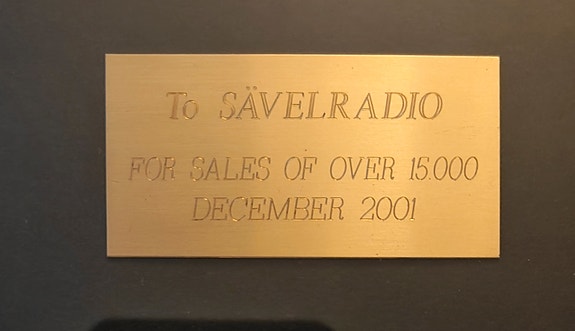 To SÄVELRADIO
FOR SALES OF OVER 15.000
DECEMBER 2001